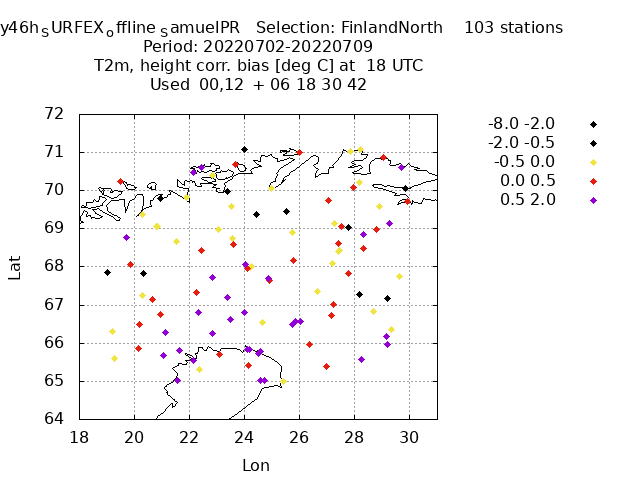 y46hSURFEXoffline SamuelPR Selection: FinlandNorth 103 stations
Period: 20220702-20220709
T2m, height corr. bias [deg C] at 18 UTC
Used 00,12 + 06 18 30 42
72
71
70
69
68
67
66
65
64
18 20 22 24 26 28 30
Lat
Lon
-8.0 -2.0
-2.0 -0.5
-0.5 0.0
0.0 0.5
0.5 2.0